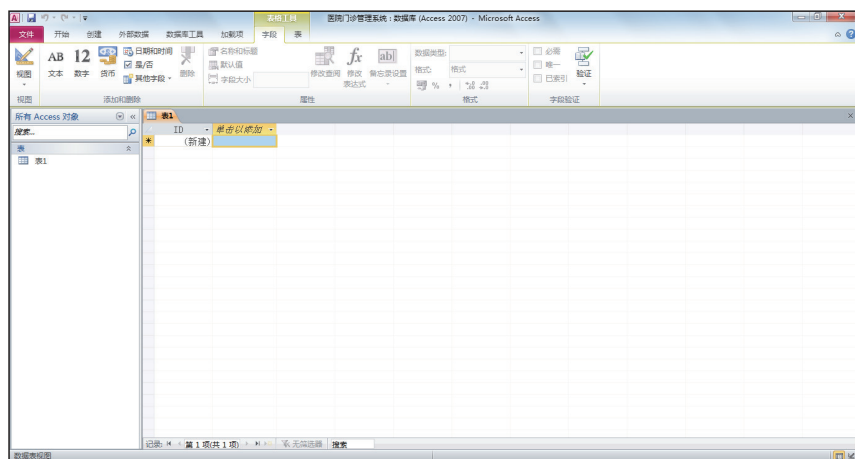 表格工具 医院门诊管理系统 : 数据库 (Access 2007) - Microsoft Access
文件 开始 创建 外部数据 数据库工具 加载项 字段 表
视图
AB 文本
12 数字
货币
日期和时间
是/否
其他字段
删除
名称和标题
默认值
字段大小
修改查阅
fx 修改表达式
ab| 备忘录设置
数据类型:
格式: 格式
% ,
必需
唯一
已索引
验证
视图 添加和删除 属性 格式 字段验证
所有 Access 对象
搜索...
表
表1
表1
ID 单击以添加
(新建)
记录: 第 1 项(共 1 项) 无筛选器 搜索
数据表视图